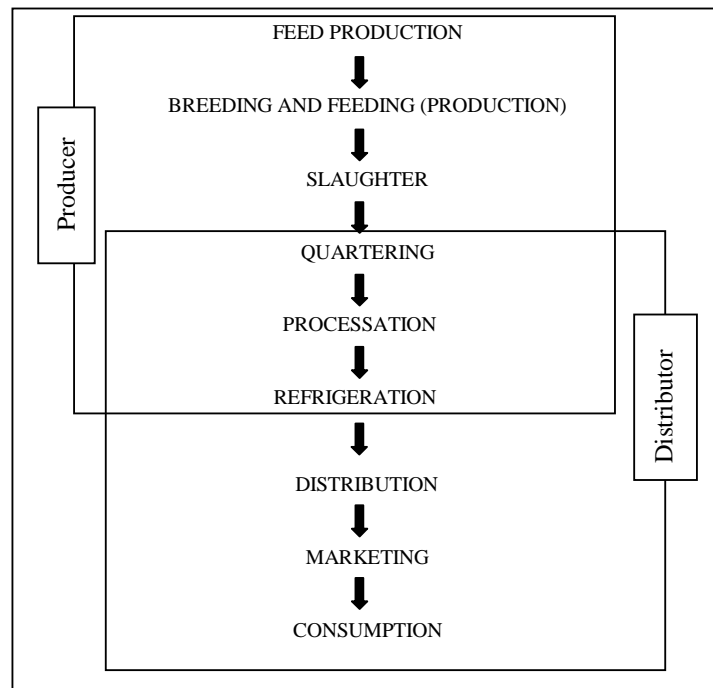 FEED PRODUCTION
BREEDING AND FEEDING (PRODUCTION)
SLAUGHTER
Producer
QUARTERING
PROCESSATION
REFRIGERATION
Distributor
DISTRIBUTION
MARKETING
CONSUMPTION